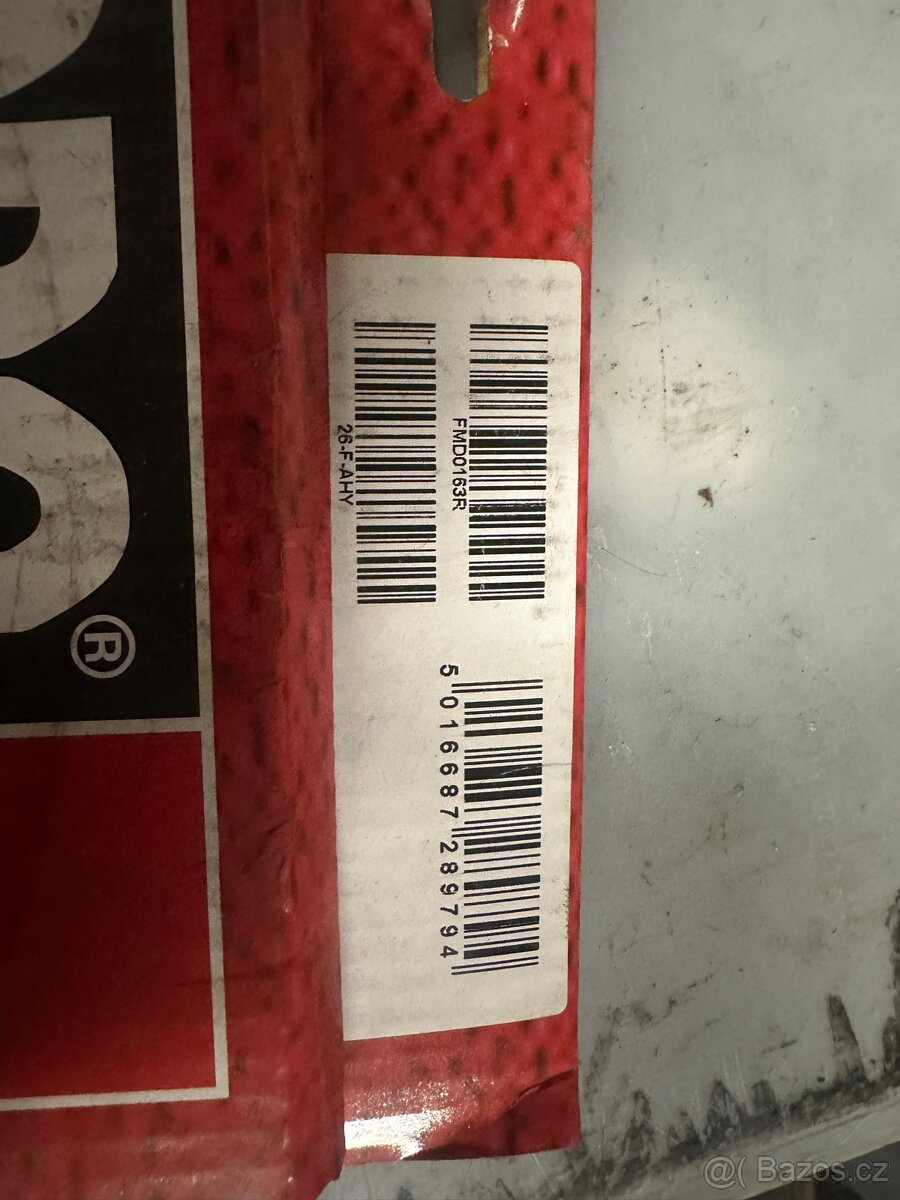 FMD0163R
26-F-AHY
5 016687 289794
®
@( Bazos.cz